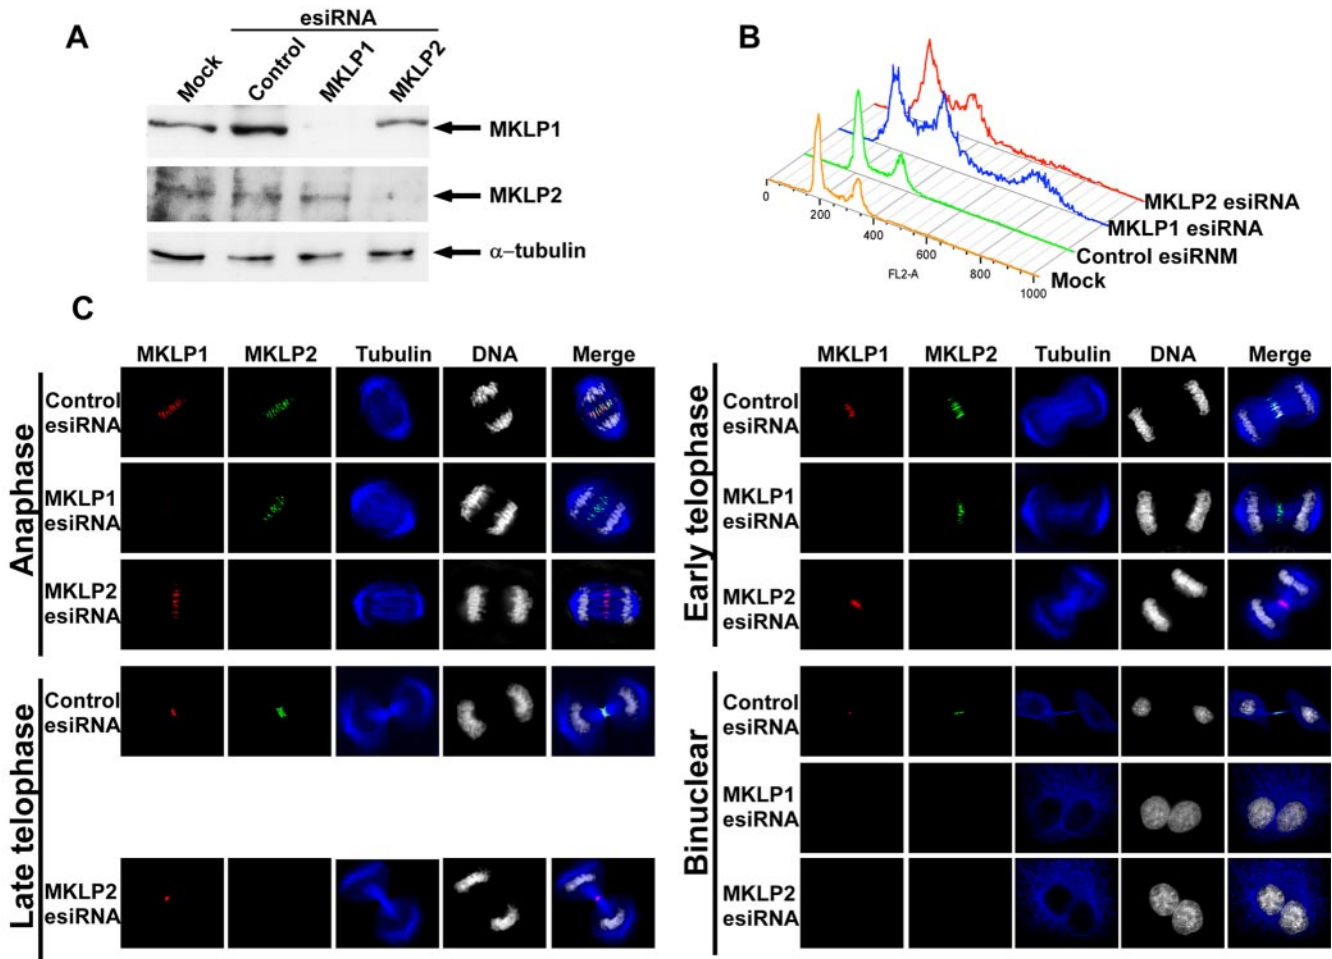 A
esiRNA
Mock
Control
MKLP1
MKLP2
MKLP1
MKLP2
α–tubulin
B
0
200
400
600
800
1000
FL2-A
MKLP2 esiRNA
MKLP1 esiRNA
Control esiRNM
Mock
C
MKLP1 MKLP2 Tubulin DNA Merge
Anaphase
Control
esiRNA
MKLP1
esiRNA
MKLP2
esiRNA
Late telophase
Control
esiRNA
MKLP2
esiRNA
MKLP1 MKLP2 Tubulin DNA Merge
Early telophase
Control
esiRNA
MKLP1
esiRNA
MKLP2
esiRNA
Binuclear
Control
esiRNA
MKLP1
esiRNA
MKLP2
esiRNA